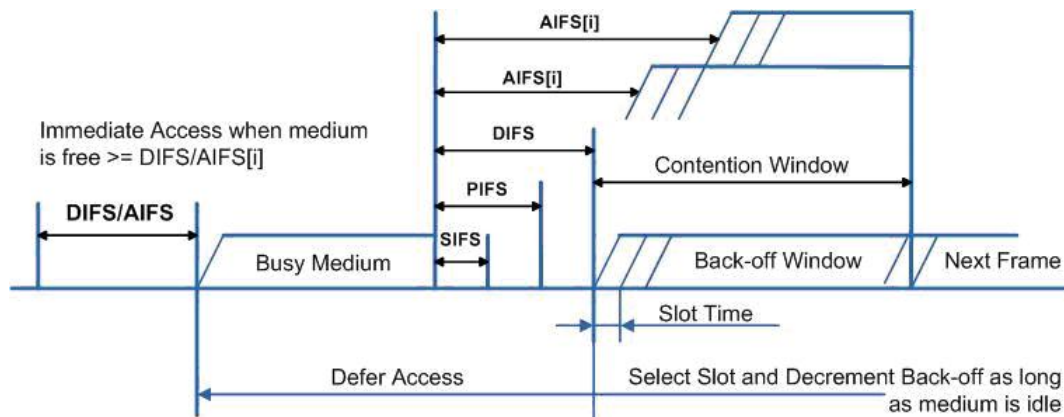 AIFS[i]
AIFS[i]
Immediate Access when medium
is free >= DIFS/AIFS[i]
DIFS
Contention Window
DIFS/AIFS
PIFS
SIFS
Busy Medium
Back-off Window
Next Frame
Slot Time
Defer Access
Select Slot and Decrement Back-off as long
as medium is idle